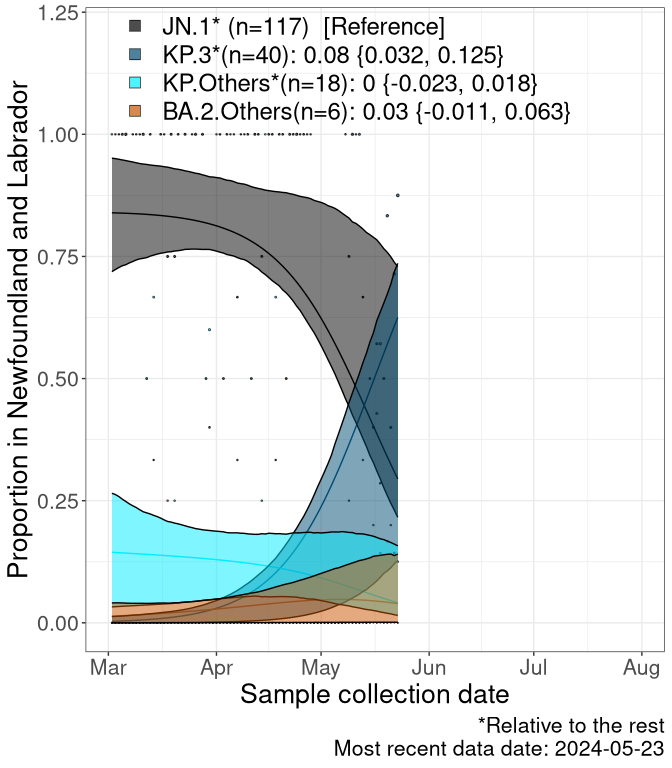 JN.1* (n=117)  [Reference]
KP.3*(n=40): 0.08 {0.032, 0.125}
KP.Others*(n=18): 0 {-0.023, 0.018}
BA.2.Others(n=6): 0.03 {-0.011, 0.063}
Proportion in Newfoundland and Labrador
1.25
1.00
0.75
0.50
0.25
0.00
Mar Apr May Jun Jul Aug
Sample collection date
*Relative to the rest
Most recent data date: 2024-05-23